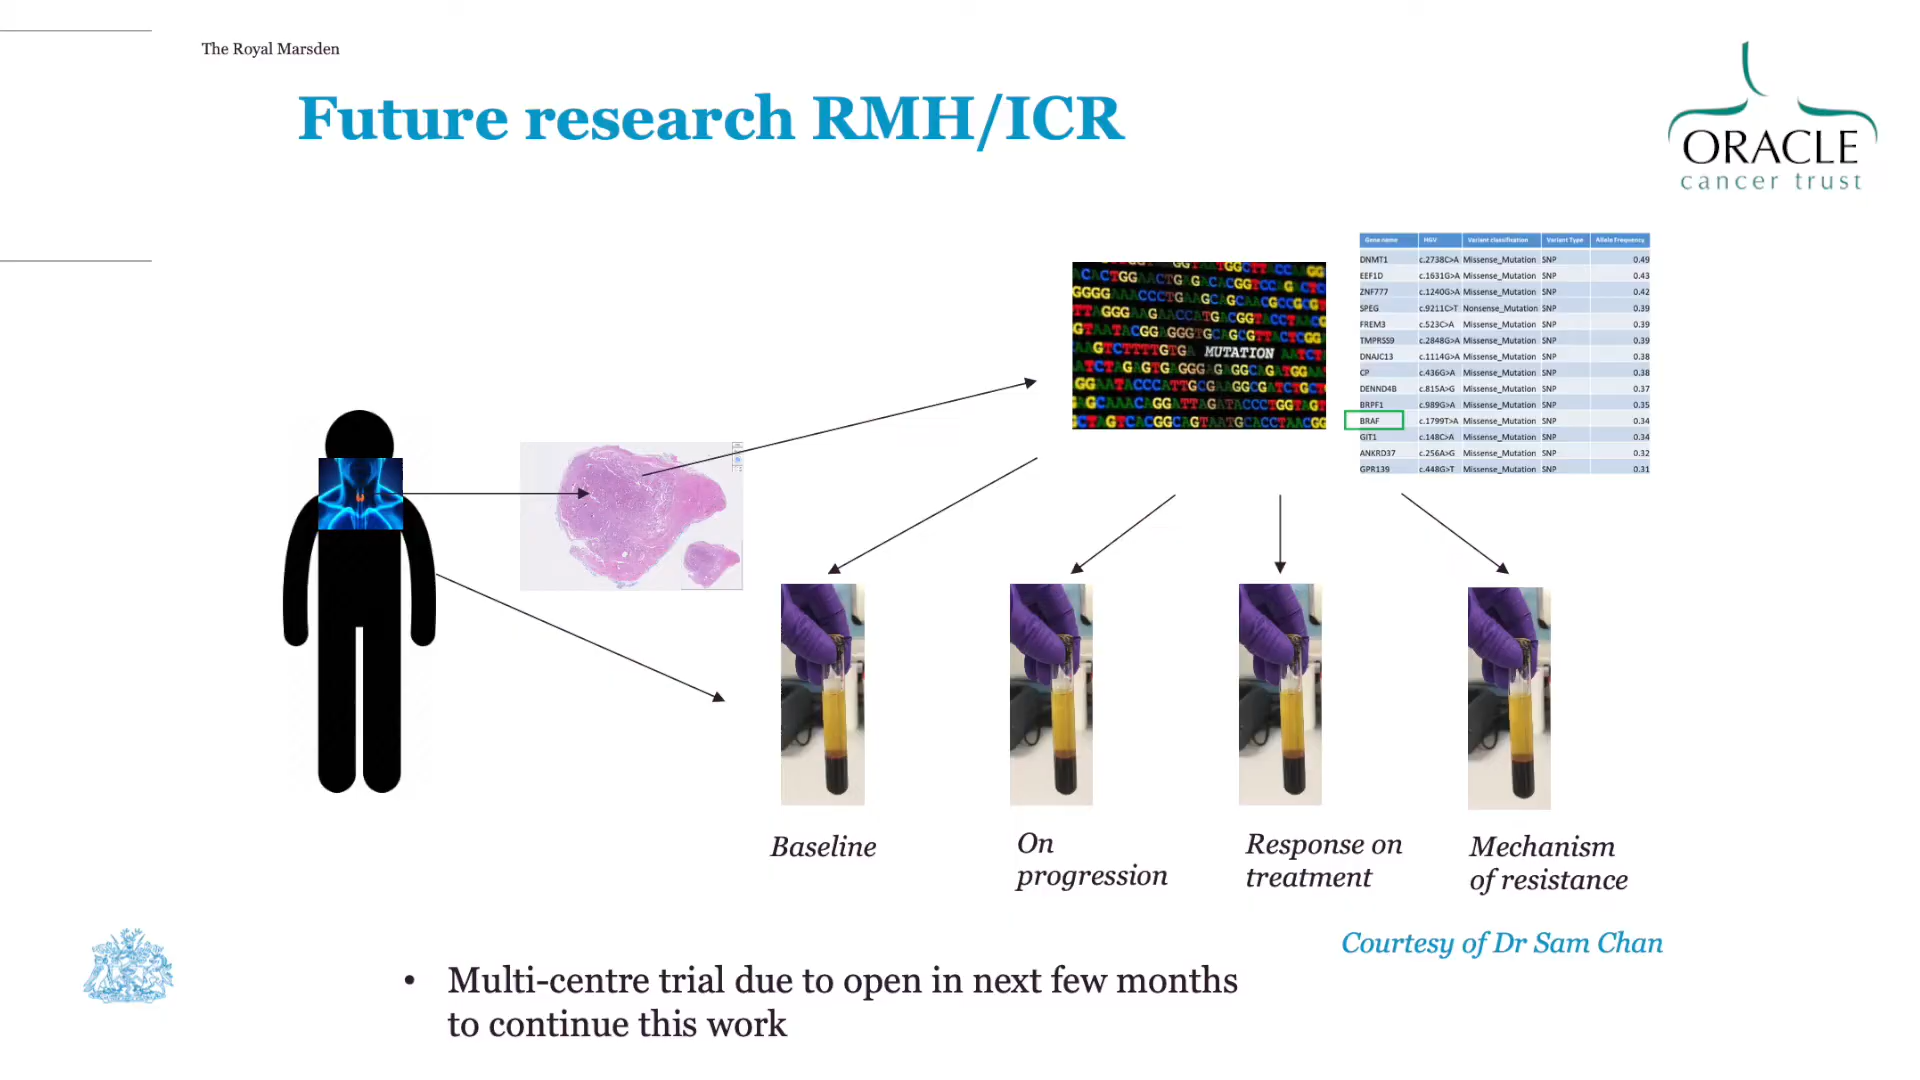 The Royal Marsden
Future research RMH/ICR
ORACLE
cancer trust
Gene name HGV Variant classification Variant Type Allele Frequency
DNMT1 c.2738C>A Missense_Mutation SNP 0.49
EEF1D c.1631G>A Missense_Mutation SNP 0.43
ZNF777 c.1240G>A Missense_Mutation SNP 0.42
SPEG c.9211C>T Nonsense_Mutation SNP 0.39
FREM3 c.523C>A Missense_Mutation SNP 0.39
TMPRSS9 c.2848G>A Missense_Mutation SNP 0.39
DNAJC13 c.1114G>A Missense_Mutation SNP 0.38
CP c.436G>A Missense_Mutation SNP 0.38
DENND4B c.815A>G Missense_Mutation SNP 0.37
BRPF1 c.989G>A Missense_Mutation SNP 0.35
BRAF c.1799T>A Missense_Mutation SNP 0.34
GIT1 c.148C>A Missense_Mutation SNP 0.34
ANKRD37 c.256A>G Missense_Mutation SNP 0.32
GPR139 c.448G>T Missense_Mutation SNP 0.31
MUTATION
Baseline
On
progression
Response on
treatment
Mechanism
of resistance
Courtesy of Dr Sam Chan
• Multi-centre trial due to open in next few months
to continue this work